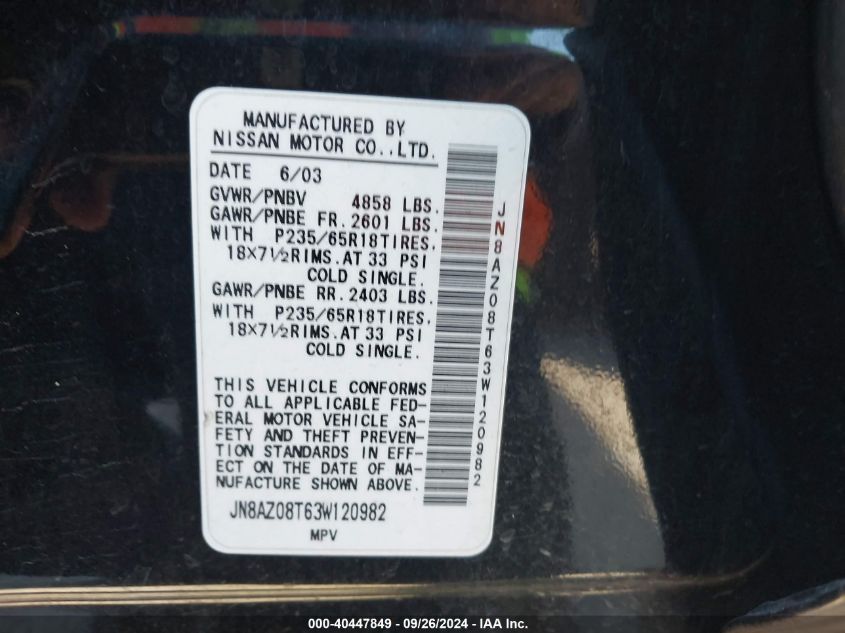 MANUFACTURED BY
NISSAN MOTOR CO.,LTD.
DATE 6/03
GVWR/PNBV 4858 LBS.
GAWR/PNBE FR. 2601 LBS.
WITH P235/65R18TIRES.
18X7½RIMS.AT 33 PSI
COLD SINGLE.
GAWR/PNBE RR. 2403 LBS.
WITH P235/65R18TIRES.
18X7½RIMS.AT 33 PSI
COLD SINGLE.
THIS VEHICLE CONFORMS
TO ALL APPLICABLE FED-
ERAL MOTOR VEHICLE SA-
FETY AND THEFT PREVEN-
TION STANDARDS IN EFF-
ECT ON THE DATE OF MA-
NUFACTURE SHOWN ABOVE.
JN8AZ08T63W120982
MPV
JN8AZ08T63W120982
000-40447849 - 09/26/2024 - IAA Inc.